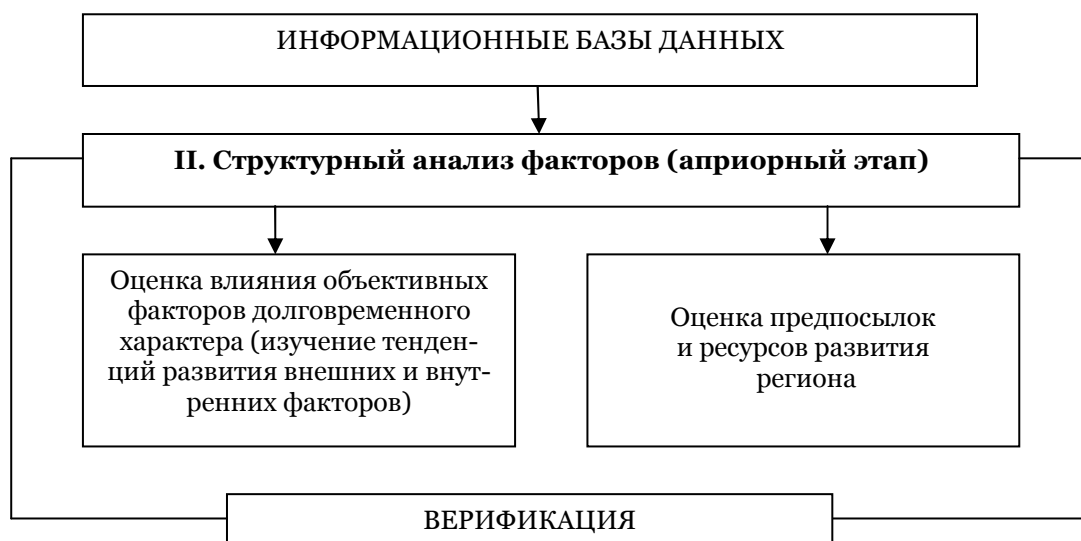 ИНФОРМАЦИОННЫЕ БАЗЫ ДАННЫХ
II. Структурный анализ факторов (априорный этап)
Оценка влияния объективных
факторов долговременного
характера (изучение тенден-
ций развития внешних и внут-
ренних факторов)
Оценка предпосылок
и ресурсов развития
региона
ВЕРИФИКАЦИЯ